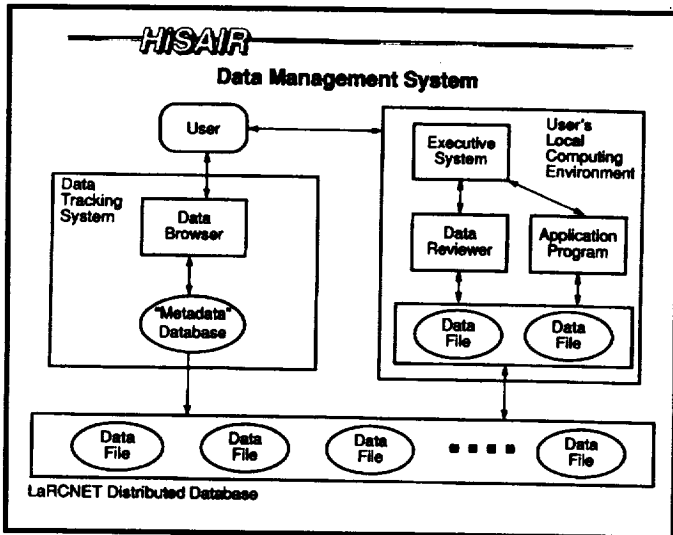 HiSAIR
Data Management System
User
User's
Local
Computing
Environment
Executive
System
Data
Tracking
System
Data
Browser
Data
Reviewer
Application
Program
"Metadata"
Database
Data
File
Data
File
Data
File
Data
File
Data
File
Data
File
LaRCNET Distributed Database